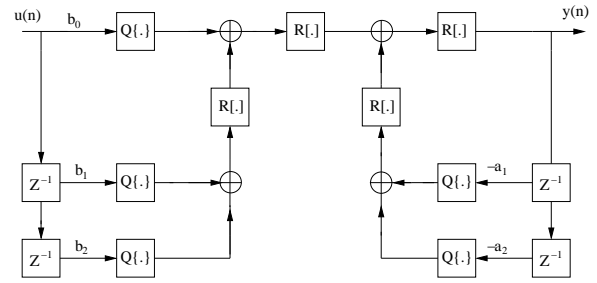 u(n) b₀ Q{.} R[.] R[.] y(n)
R[.] R[.]
Z⁻¹ b₁ Q{.} Q{.} –a₁ Z⁻¹
Z⁻¹ b₂ Q{.} Q{.} –a₂ Z⁻¹